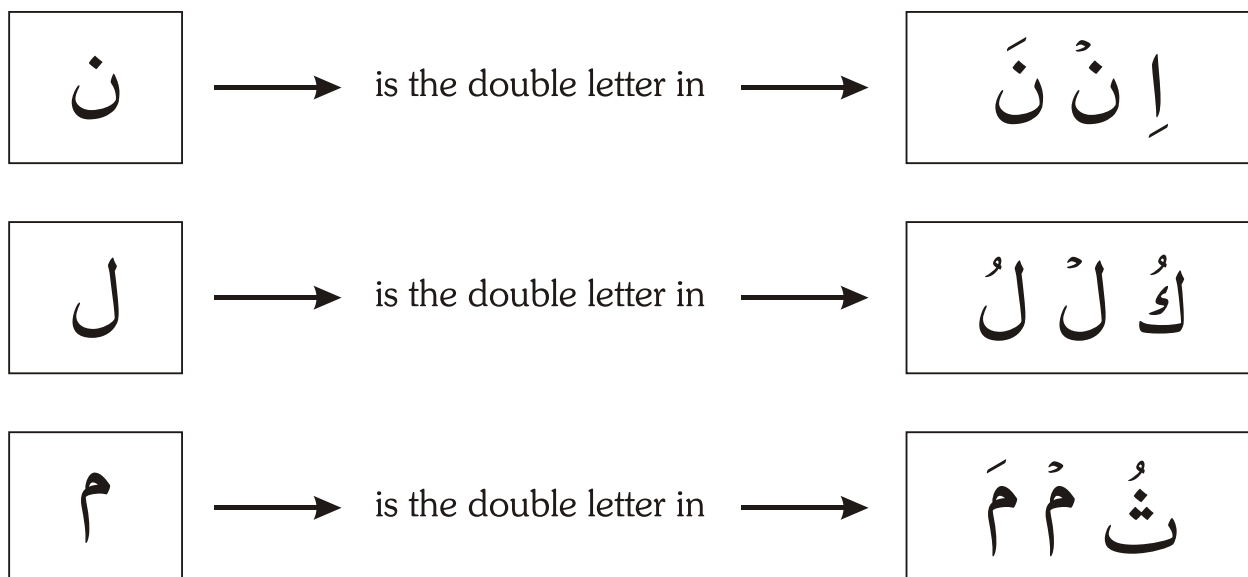 ن is the double letter in اِ نْ نَ
ل is the double letter in كُ لْ لُ
م is the double letter in ثُ مْ مَ